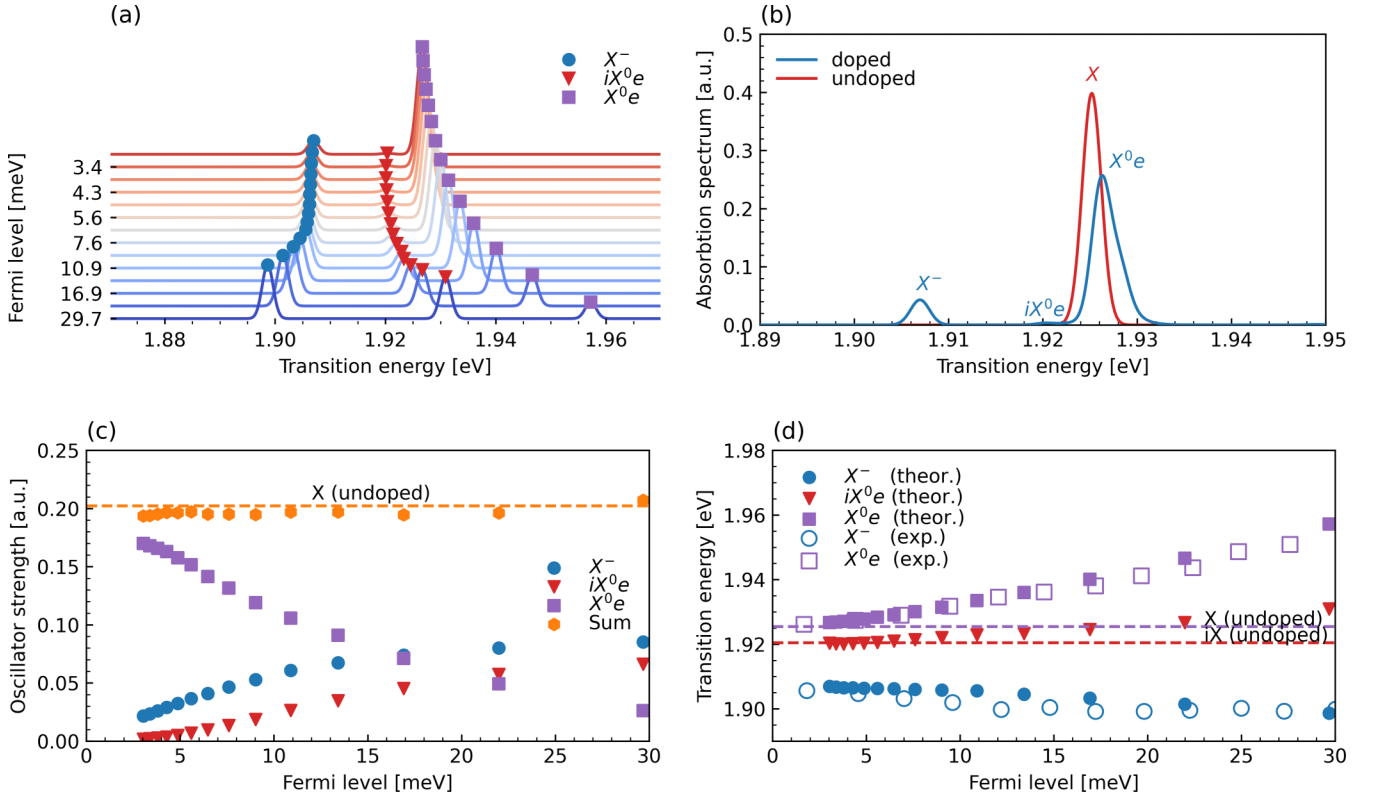 (a)
X⁻
iX⁰e
X⁰e
Fermi level [meV]
3.4
4.3
5.6
7.6
10.9
16.9
29.7
1.88 1.90 1.92 1.94 1.96
Transition energy [eV]
(b)
doped
undoped
X
X⁰e
X⁻
iX⁰e
Absorbtion spectrum [a.u.]
0.5
0.4
0.3
0.2
0.1
0.0
1.89 1.90 1.91 1.92 1.93 1.94 1.95
Transition energy [eV]
(c)
X (undoped)
X⁻
iX⁰e
X⁰e
Sum
Oscillator strength [a.u.]
0.25
0.20
0.15
0.10
0.05
0.00
0 5 10 15 20 25 30
Fermi level [meV]
(d)
X⁻ (theor.)
iX⁰e (theor.)
X⁰e (theor.)
X⁻ (exp.)
X⁰e (exp.)
X (undoped)
iX (undoped)
Transition energy [eV]
1.98
1.96
1.94
1.92
1.90
0 5 10 15 20 25 30
Fermi level [meV]